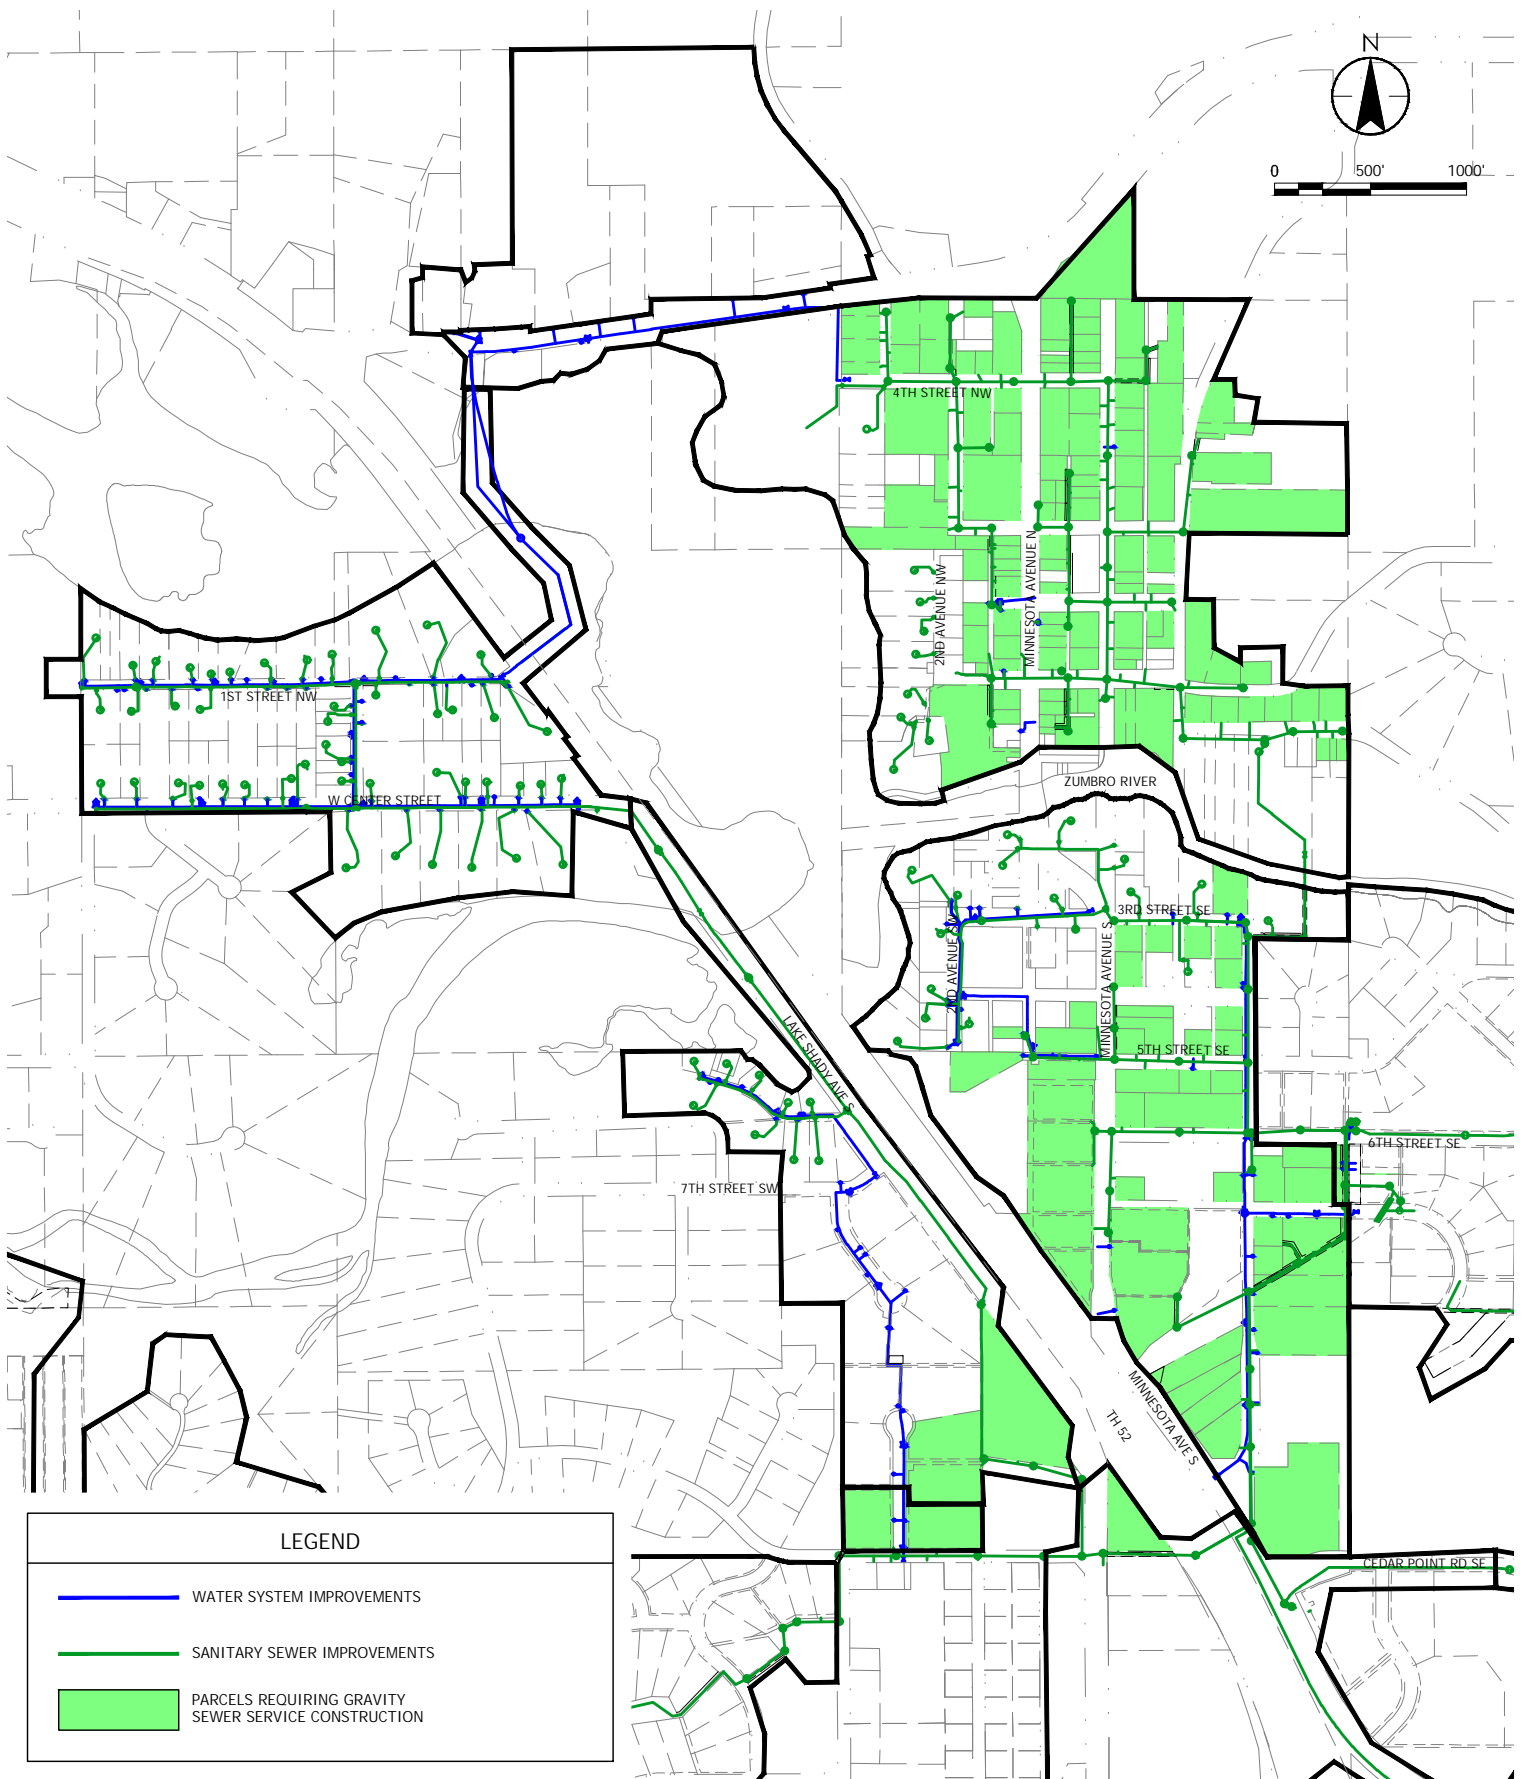 N
0 500' 1000'
4TH STREET NW
2ND AVENUE NW
MINNESOTA AVENUE N
1ST STREET NW
W CENTER STREET
ZUMBRO RIVER
3RD STREET SE
2ND AVENUE SW
MINNESOTA AVENUE S
LAKE SHADY AVE S
5TH STREET SE
6TH STREET SE
7TH STREET SW
MINNESOTA AVE S
TH 52
CEDAR POINT RD SE
LEGEND
WATER SYSTEM IMPROVEMENTS
SANITARY SEWER IMPROVEMENTS
PARCELS REQUIRING GRAVITY
SEWER SERVICE CONSTRUCTION